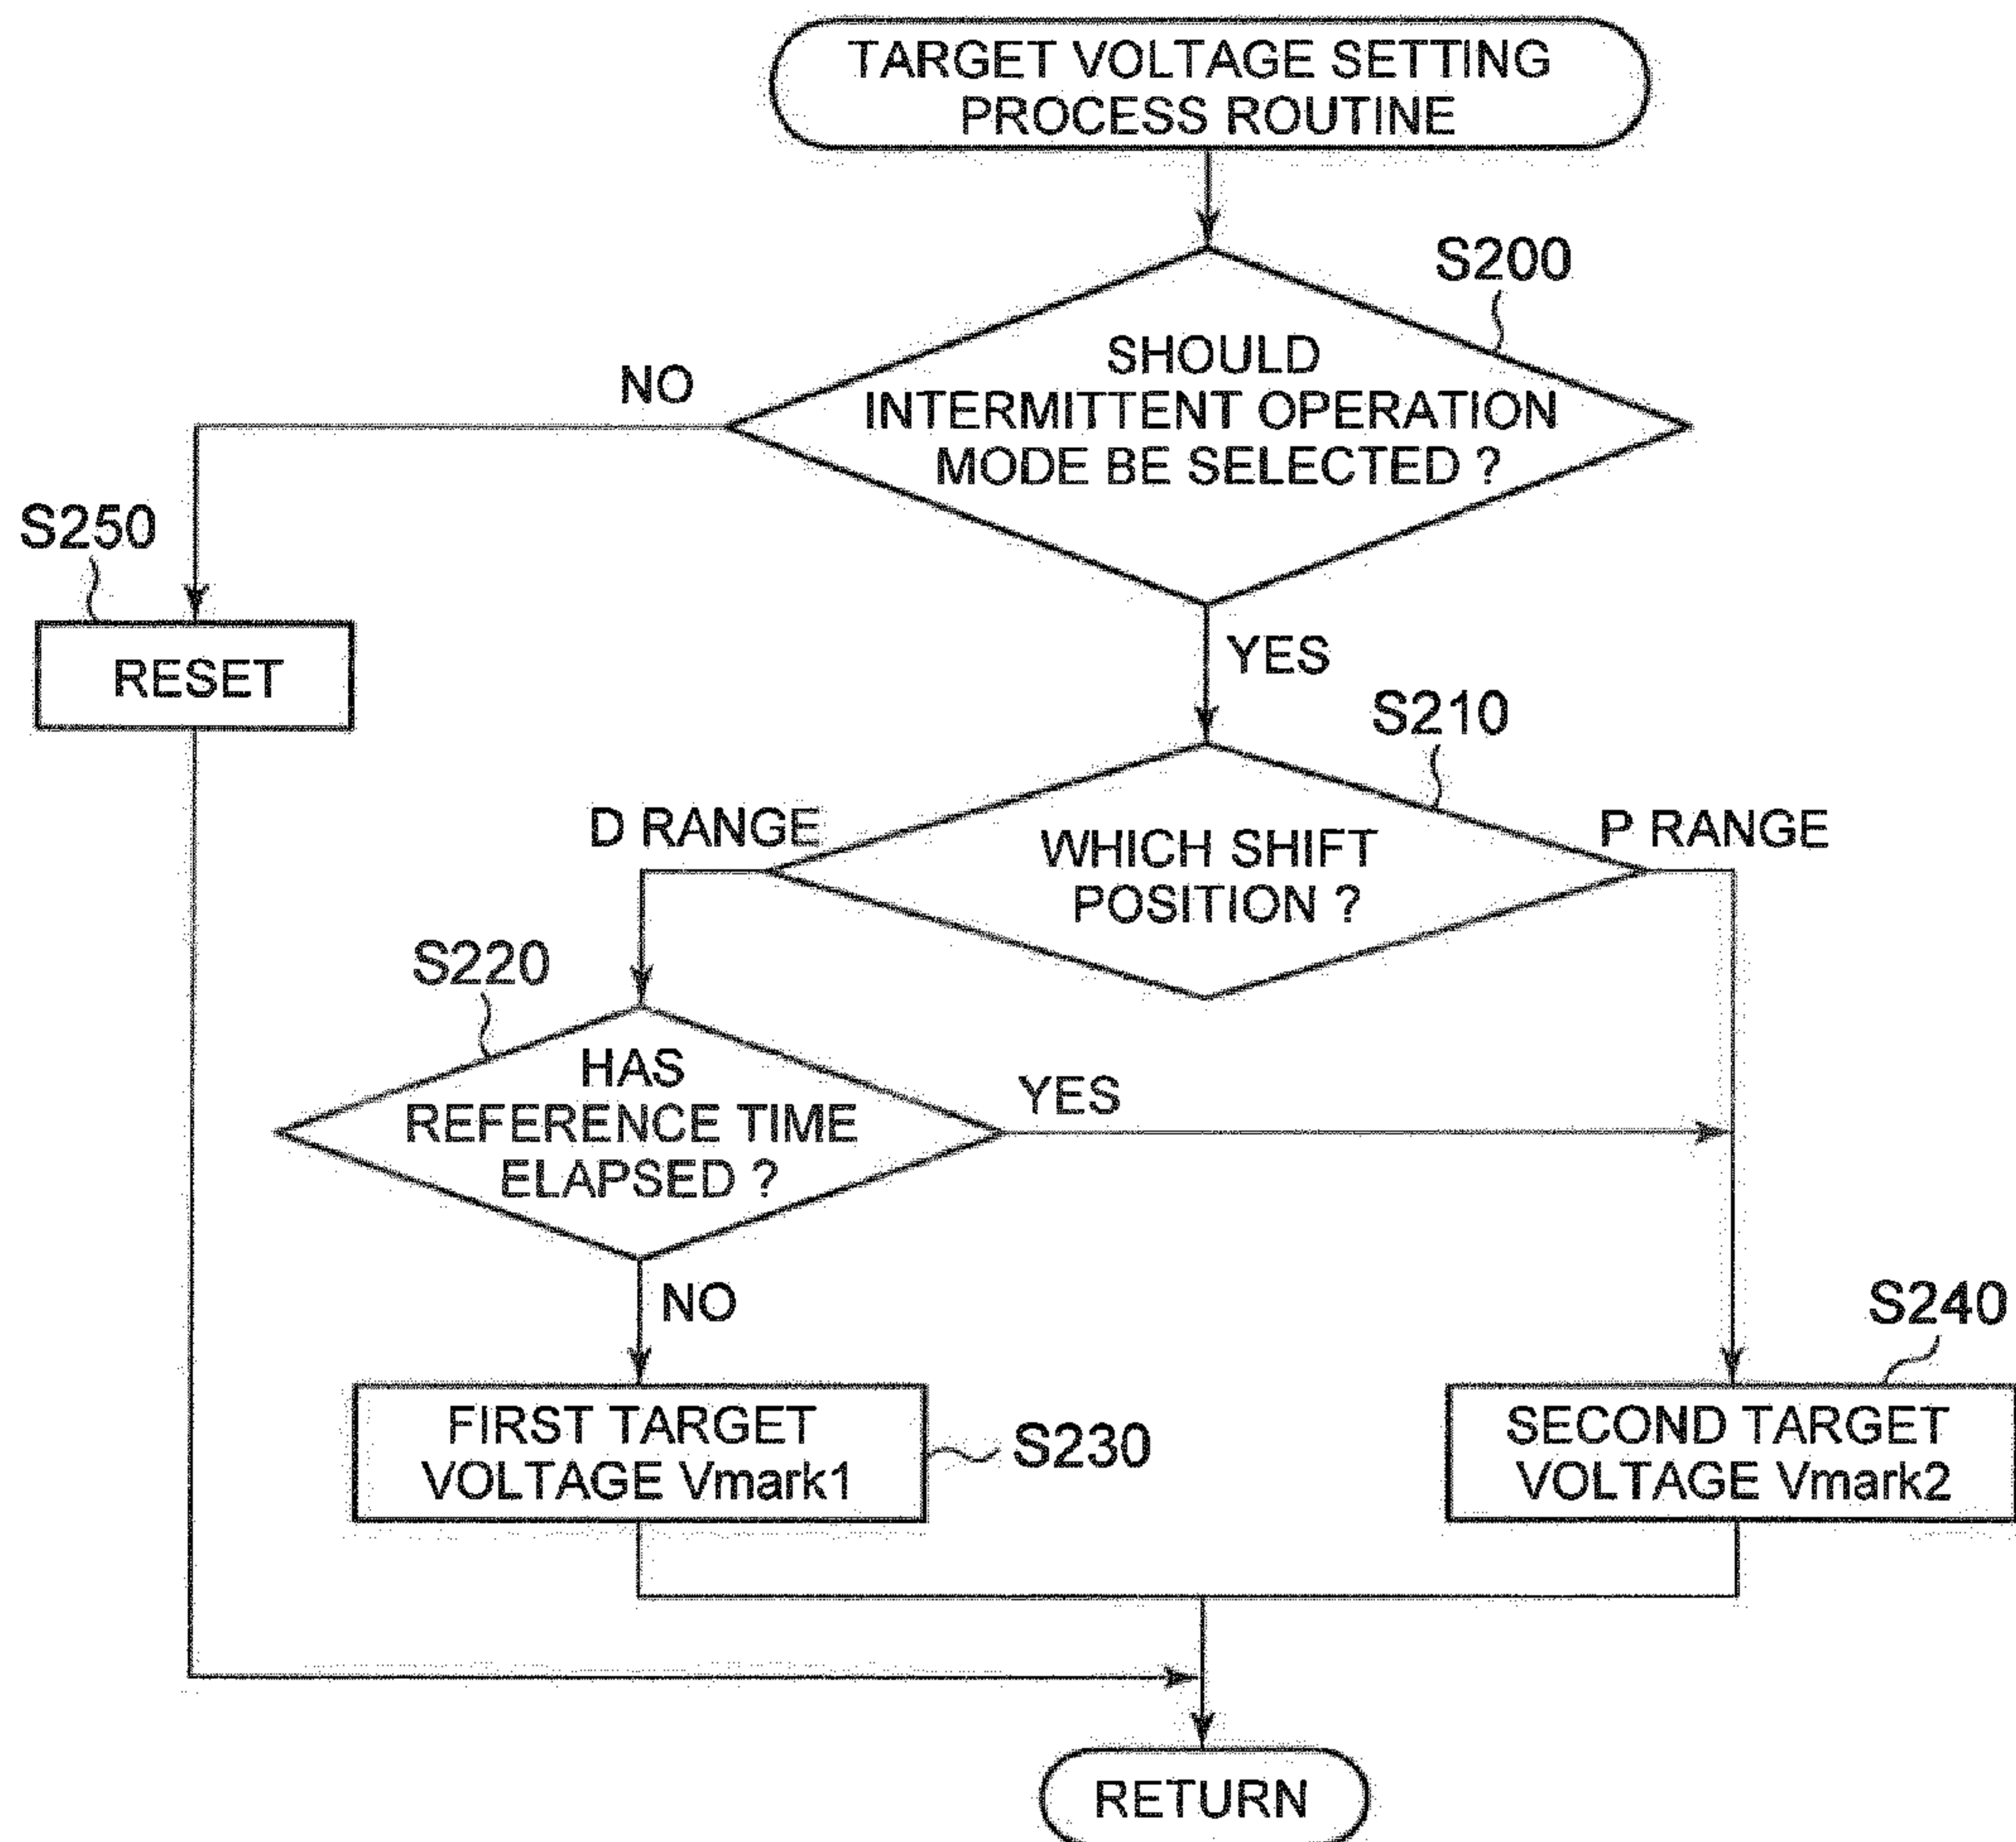 TARGET VOLTAGE SETTING
PROCESS ROUTINE
S200
SHOULD
INTERMITTENT OPERATION
MODE BE SELECTED ?
NO
S250
RESET
YES
S210
D RANGE
WHICH SHIFT
POSITION ?
P RANGE
S220
HAS
REFERENCE TIME
ELAPSED ?
YES
NO
S240
FIRST TARGET
VOLTAGE Vmark1
S230
SECOND TARGET
VOLTAGE Vmark2
RETURN